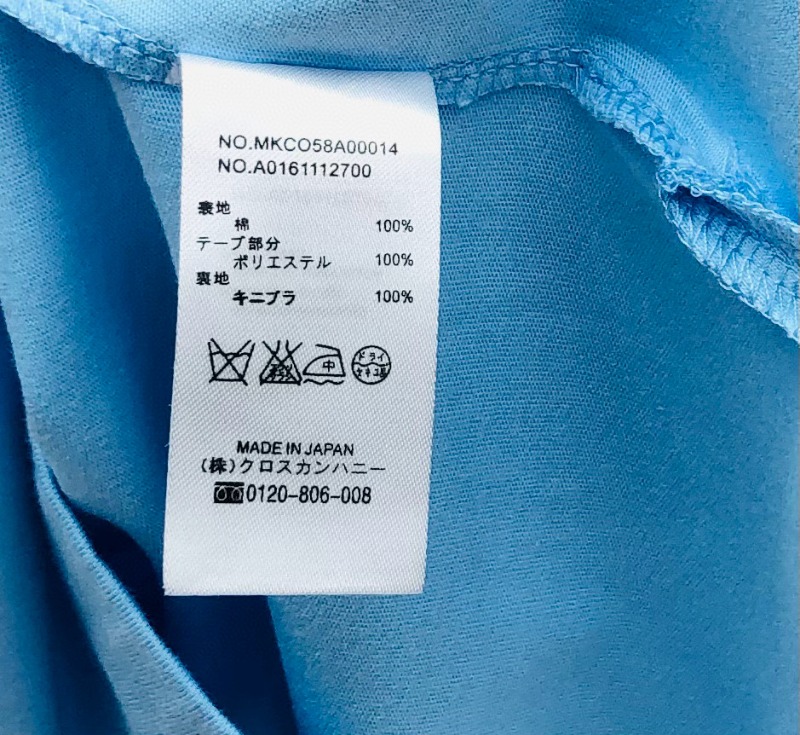 NO.MKCO58A00014
NO.A0161112700
裏地
棉 100%
テープ部分
ポリエステル 100%
裏地
キニブラ 100%
中
ドライ
MADE IN JAPAN
(株)クロスカンハニー
0120-806-008